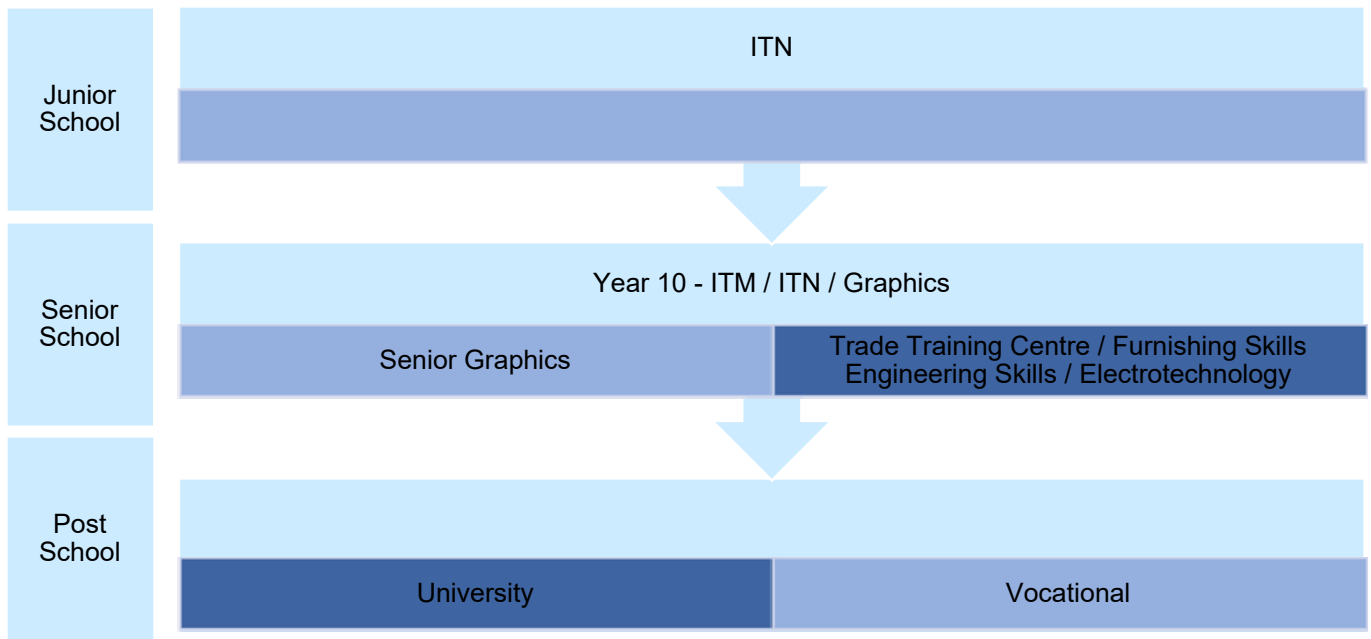 Junior
School
ITN
Senior
School
Year 10 - ITM / ITN / Graphics
Senior Graphics
Trade Training Centre / Furnishing Skills
Engineering Skills / Electrotechnology
Post
School
University
Vocational